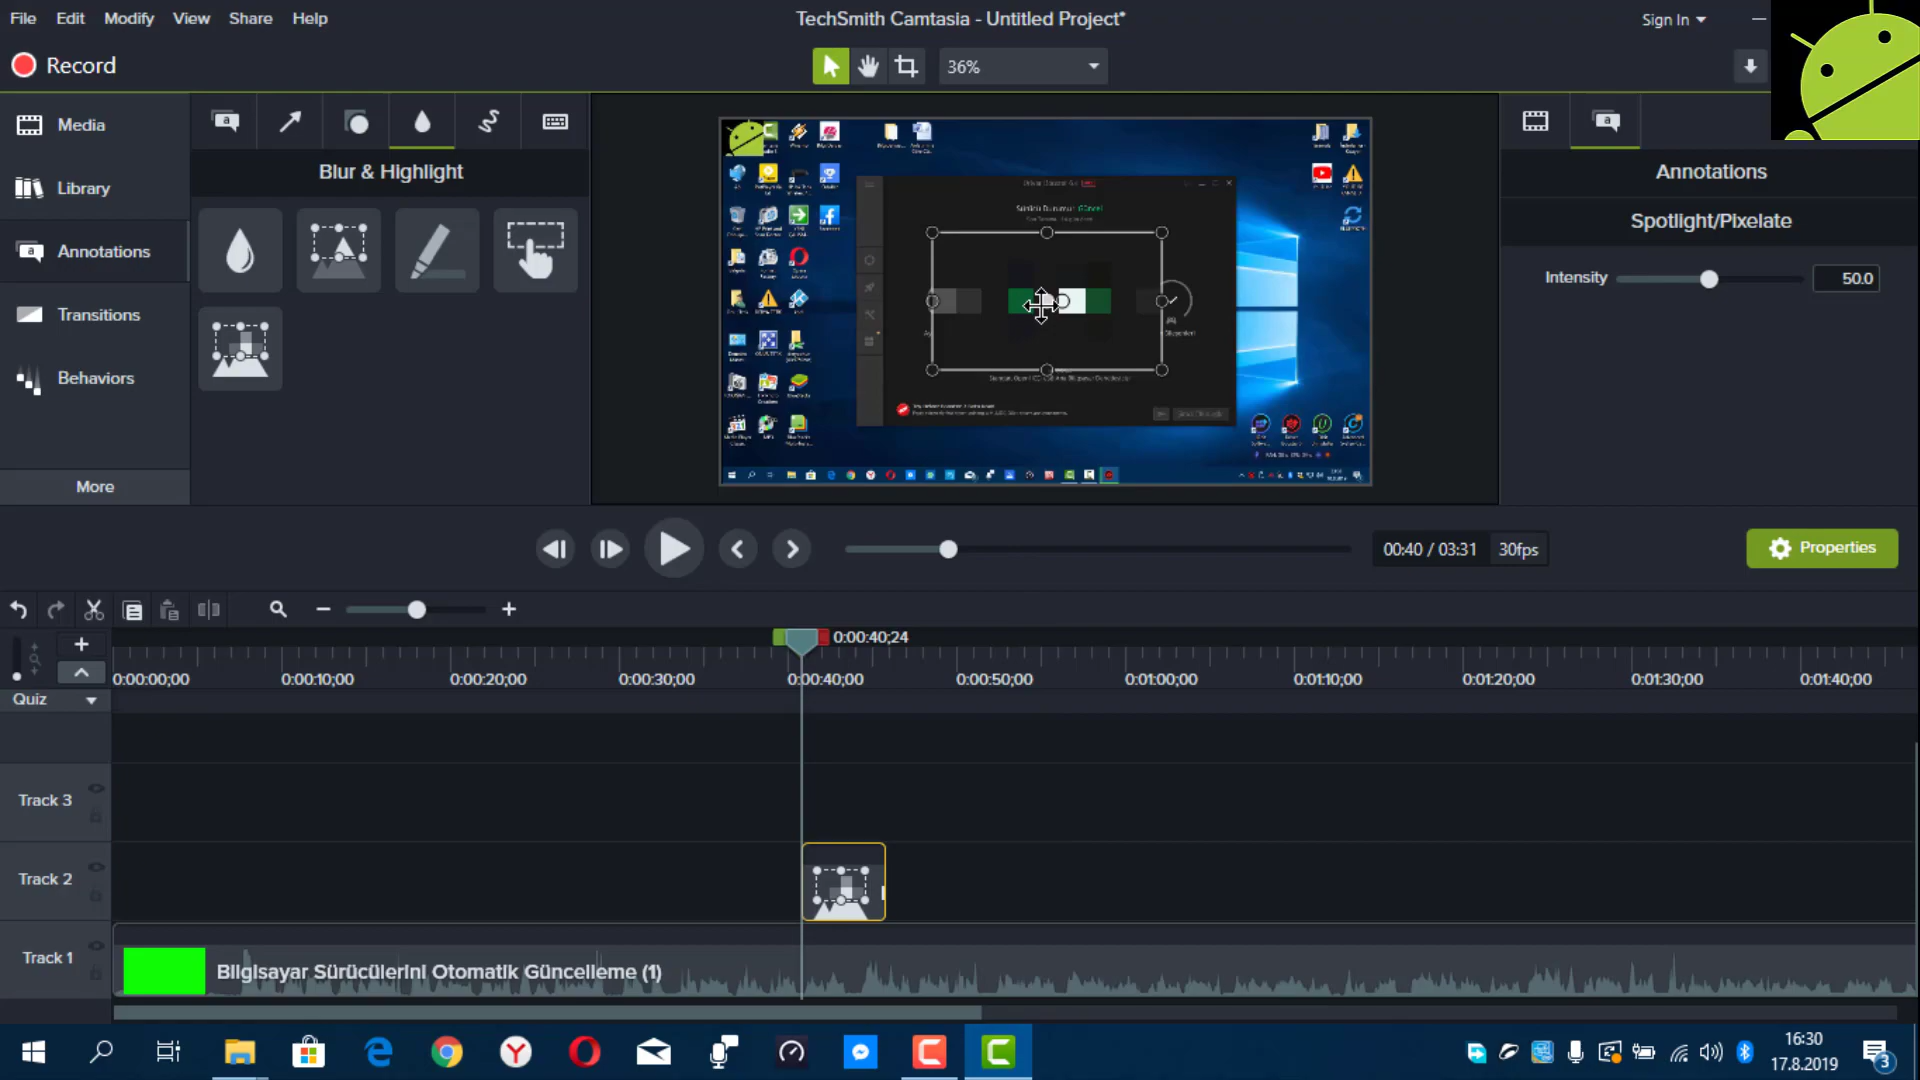 File Edit Modify View Share Help
TechSmith Camtasia - Untitled Project*
Sign In
Record
36%
Media
Library
Annotations
Transitions
Behaviors
More
Blur & Highlight
Sürücü Durumu: Güncel
Annotations
Spotlight/Pixelate
Intensity 50.0
00:40 / 03:31 30fps
Properties
0:00:40;24
0:00:00;00 0:00:10;00 0:00:20;00 0:00:30;00 0:00:40;00 0:00:50;00 0:01:00;00 0:01:10;00 0:01:20;00 0:01:30;00 0:01:40;00
Quiz
Track 3
Track 2
Track 1
Bilgisayar Sürücülerini Otomatik Güncelleme (1)
16:30
17.8.2019
3